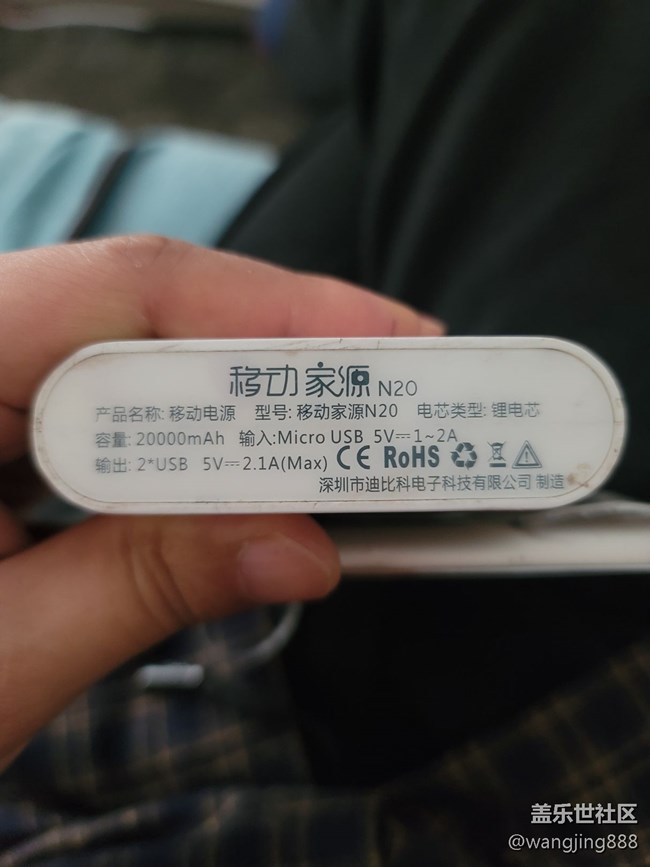 移动家源 N20
产品名称: 移动电源 型号: 移动家源N20 电芯类型: 锂电芯
容量: 20000mAh 输入:Micro USB 5V⎓1~2A
输出: 2*USB 5V⎓2.1A(Max) CE RoHS
深圳市迪比科电子科技有限公司 制造
盖乐世社区
@wangjing888